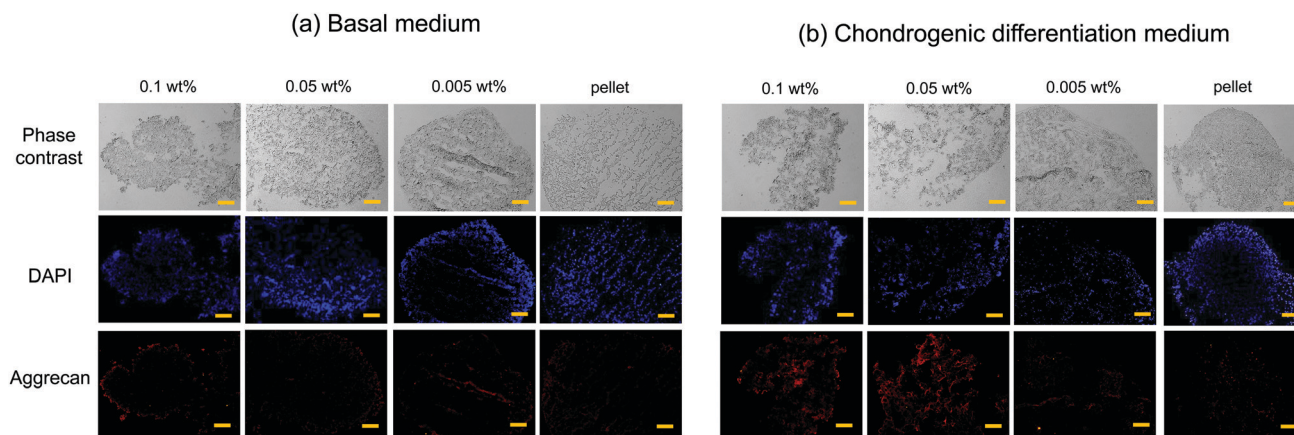 (a) Basal medium
0.1 wt% 0.05 wt% 0.005 wt% pellet
Phase
contrast
DAPI
Aggrecan
(b) Chondrogenic differentiation medium
0.1 wt% 0.05 wt% 0.005 wt% pellet